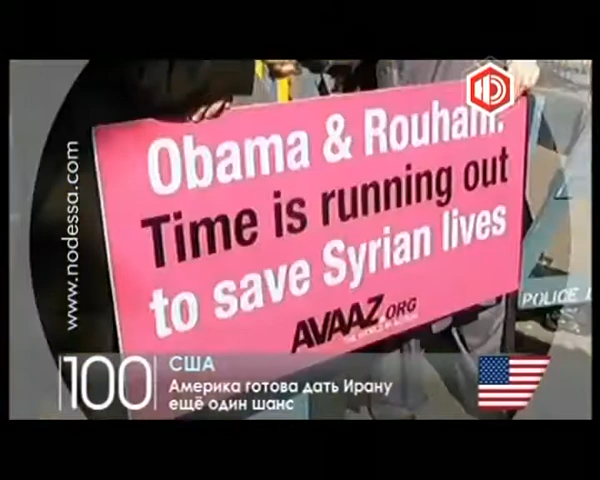 Obama & Rouhani:
Time is running out
to save Syrian lives
AVAAZ.ORG
POLICE
www.nodessa.com
100
США
Америка готова дать Ирану
ещё один шанс